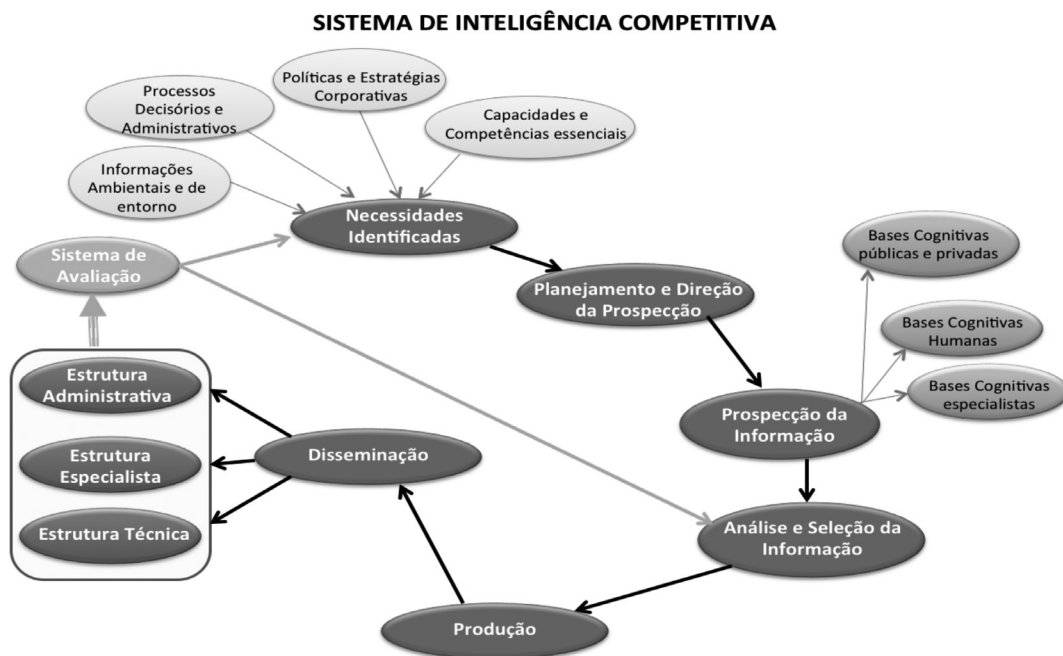 SISTEMA DE INTELIGÊNCIA COMPETITIVA
Políticas e Estratégias
Corporativas
Processos
Decisórios e
Administrativos
Capacidades e
Competências essenciais
Informações
Ambientais e de
entorno
Necessidades
Identificadas
Sistema de
Avaliação
Bases Cognitivas
públicas e privadas
Planejamento e Direção
da Prospecção
Bases Cognitivas
Humanas
Bases Cognitivas
especialistas
Prospecção da
Informação
Estrutura
Administrativa
Disseminação
Estrutura
Especialista
Estrutura Técnica
Análise e Seleção da
Informação
Produção